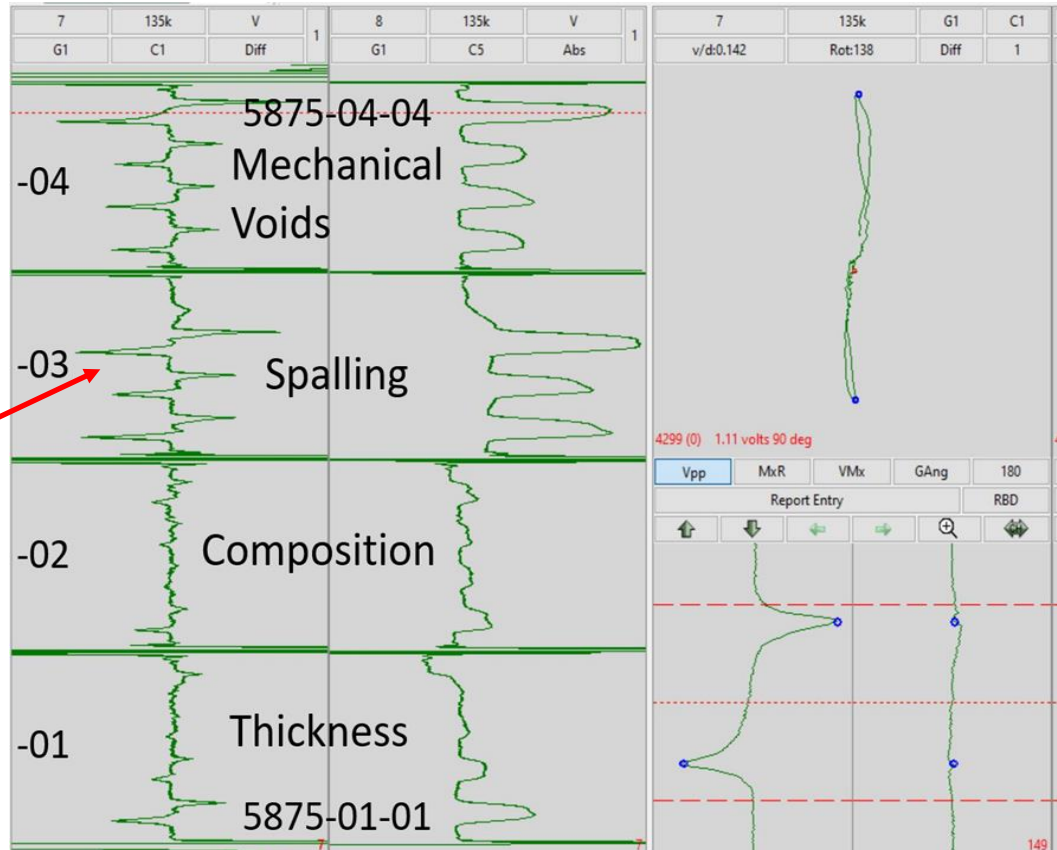 7 135k V 1 8 135k V 1 7 135k G1 C1
G1 C1 Diff G1 C5 Abs v/d:0.142 Rot:138 Diff 1
5875-04-04
-04
Mechanical
Voids
-03
Spalling
-02
Composition
-01
Thickness
5875-01-01
7 7
4299 (0) 1.11 volts 90 deg
Vpp MxR VMx GAng 180
Report Entry RBD
149